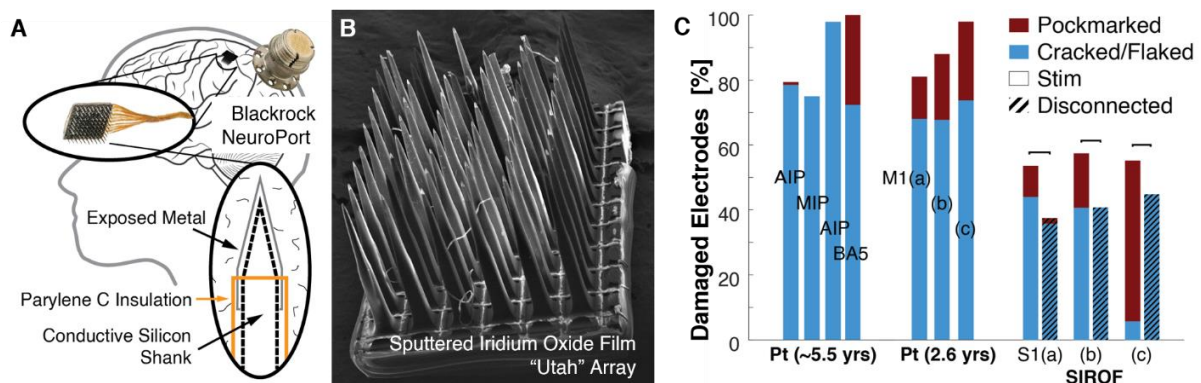 A
Blackrock
NeuroPort
Exposed Metal
Parylene C Insulation
Conductive Silicon
Shank
B
Sputtered Iridium Oxide Film
“Utah” Array
C
Damaged Electrodes [%]
100
80
60
40
20
0
Pockmarked
Cracked/Flaked
Stim
Disconnected
AIP
MIP
AIP
BA5
M1(a)
(b)
(c)
Pt (~5.5 yrs)
Pt (2.6 yrs)
S1(a)
(b)
(c)
SIROF